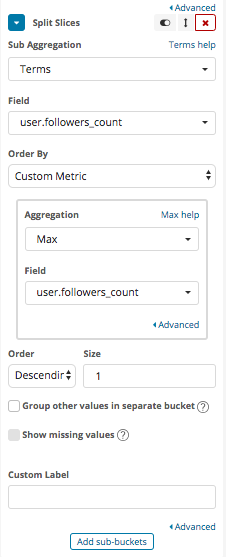 Advanced
Split Slices
Sub Aggregation Terms help
Terms
Field
user.followers_count
Order By
Custom Metric
Aggregation Max help
Max
Field
user.followers_count
Advanced
Order Size
Descendir 1
Group other values in separate bucket ?
Show missing values ?
Custom Label
Advanced
Add sub-buckets